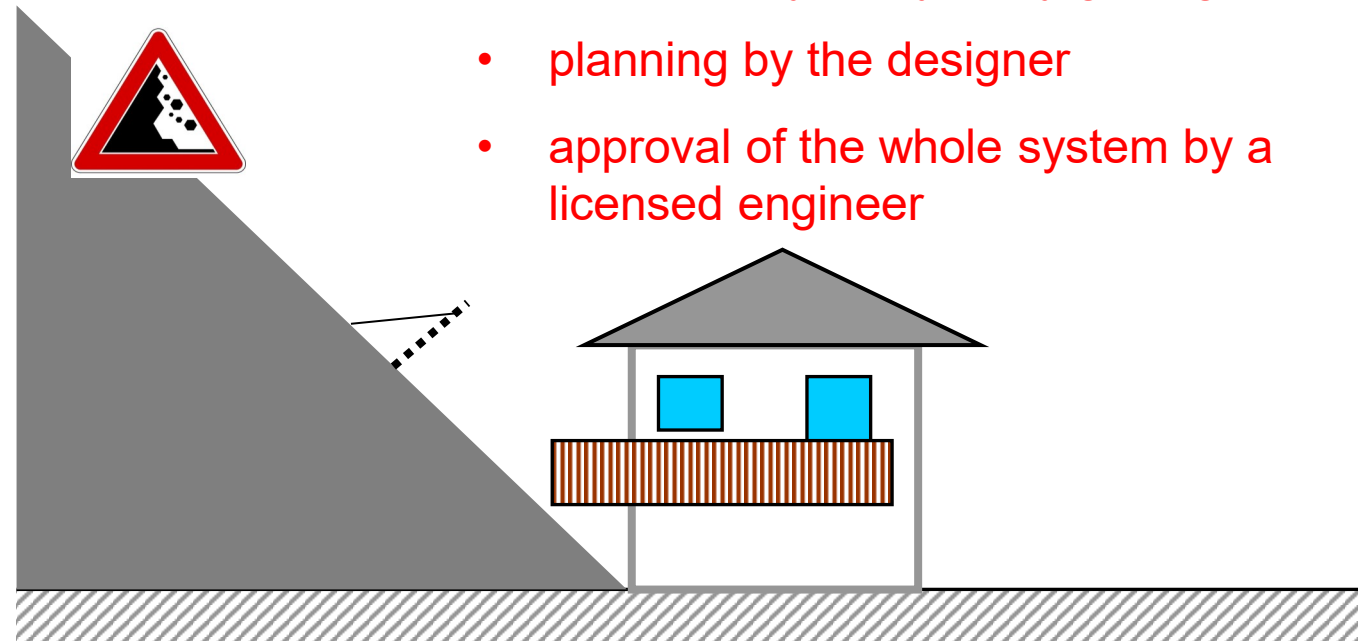 • planning by the designer
• approval of the whole system by a
licensed engineer